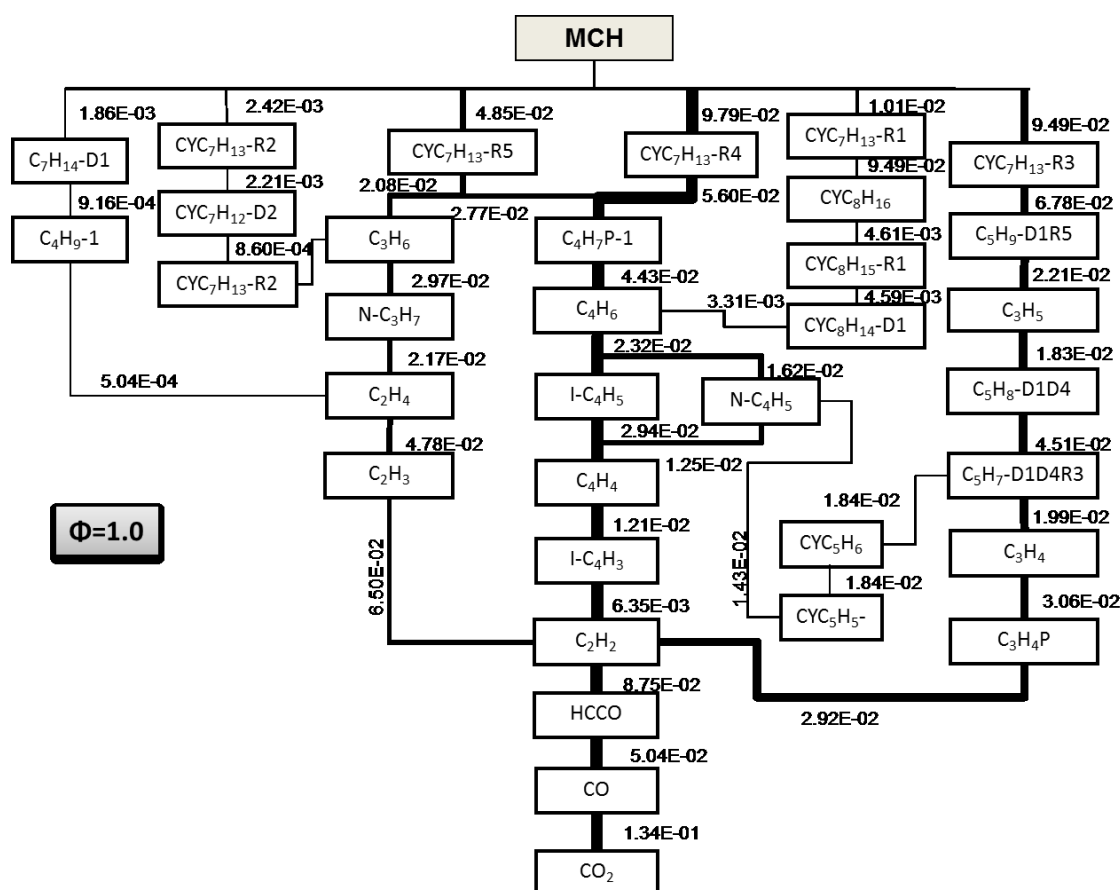 MCH
1.86E-03
2.42E-03
4.85E-02
9.79E-02
1.01E-02
9.49E-02
C₇H₁₄-D1
CYC₇H₁₃-R2
CYC₇H₁₃-R5
CYC₇H₁₃-R4
CYC₇H₁₃-R1
CYC₇H₁₃-R3
9.16E-04
2.21E-03
2.08E-02
5.60E-02
9.49E-02
6.78E-02
C₄H₉-1
CYC₇H₁₂-D2
2.77E-02
CYC₈H₁₆
C₅H₉-D1R5
8.60E-04
C₃H₆
C₄H₇P-1
4.61E-03
2.21E-02
CYC₇H₁₃-R2
2.97E-02
4.43E-02
CYC₈H₁₅-R1
C₃H₅
N-C₃H₇
C₄H₆
3.31E-03
4.59E-03
CYC₈H₁₄-D1
1.83E-02
2.17E-02
2.32E-02
1.62E-02
5.04E-04
C₂H₄
I-C₄H₅
N-C₄H₅
C₅H₈-D1D4
4.78E-02
2.94E-02
4.51E-02
C₂H₃
C₄H₄
1.25E-02
C₅H₇-D1D4R3
1.84E-02
Φ=1.0
1.21E-02
1.99E-02
CYC₅H₆
C₃H₄
6.50E-02
I-C₄H₃
1.43E-02
1.84E-02
6.35E-03
CYC₅H₅-
3.06E-02
C₂H₂
C₃H₄P
8.75E-02
2.92E-02
HCCO
5.04E-02
CO
1.34E-01
CO₂